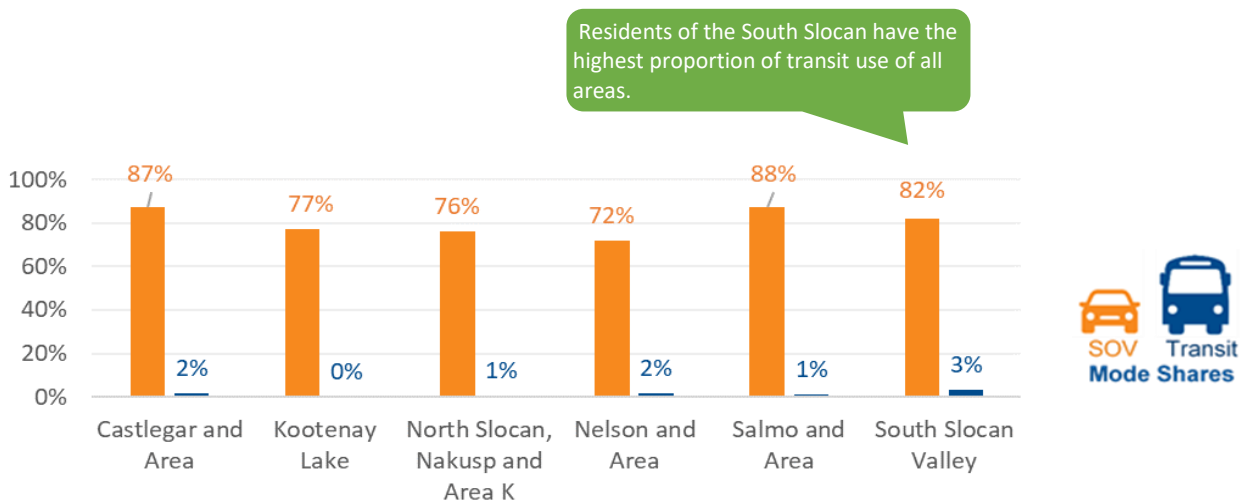 Residents of the South Slocan have the
highest proportion of transit use of all
areas.
100%
80%
60%
40%
20%
0%
87%
2%
77%
0%
76%
1%
72%
2%
88%
1%
82%
3%
Castlegar and
Area
Kootenay
Lake
North Slocan,
Nakusp and
Area K
Nelson and
Area
Salmo and
Area
South Slocan
Valley
SOV Transit
Mode Shares